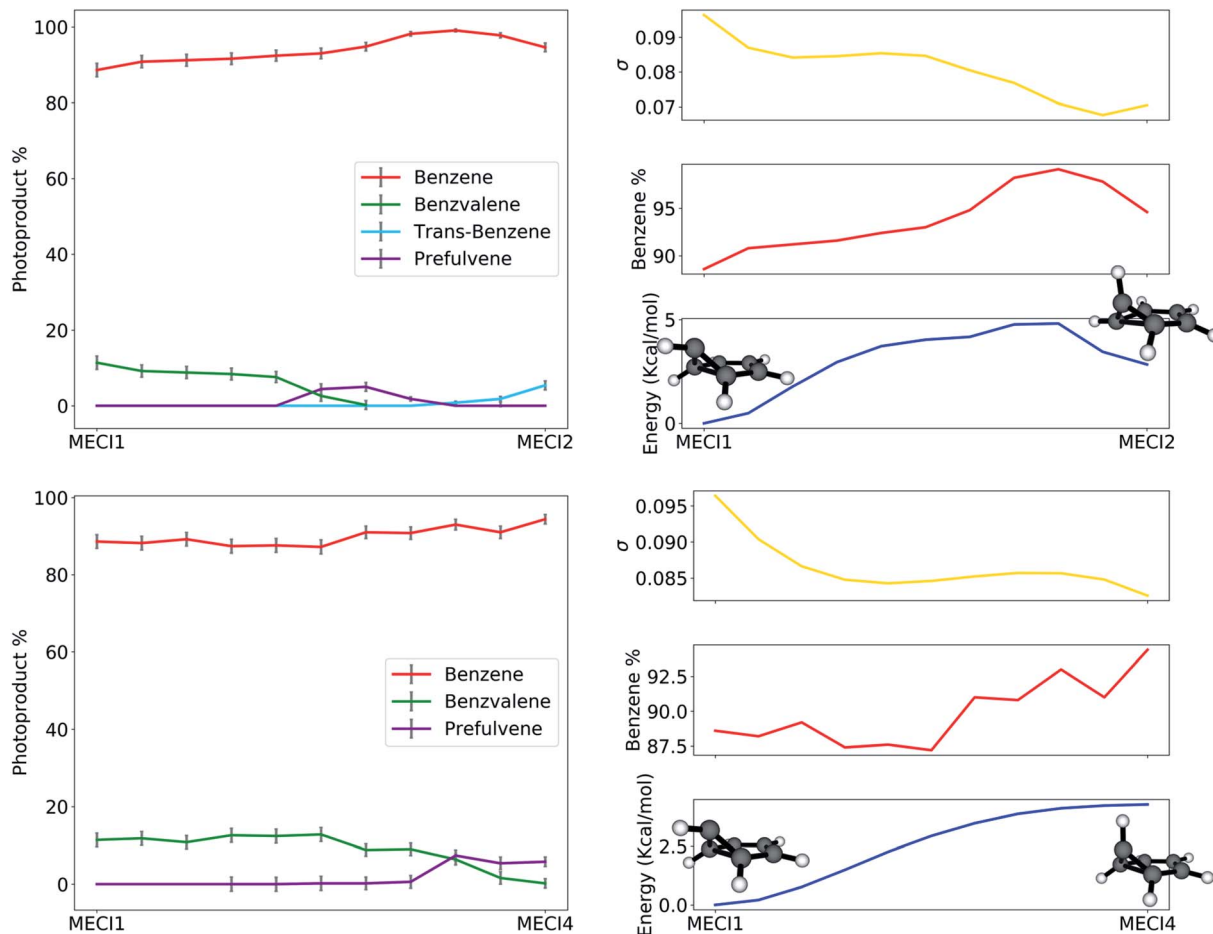 100
80
60
40
20
0
Photoproduct %
Benzene
Benzvalene
Trans-Benzene
Prefulvene
MECI1
MECI2
0.09
0.08
0.07
σ
95
90
Benzene %
5
0
Energy (Kcal/mol)
MECI1
MECI2
100
80
60
40
20
0
Photoproduct %
Benzene
Benzvalene
Prefulvene
MECI1
MECI4
0.095
0.090
0.085
σ
92.5
90.0
87.5
Benzene %
2.5
0.0
Energy (Kcal/mol)
MECI1
MECI4